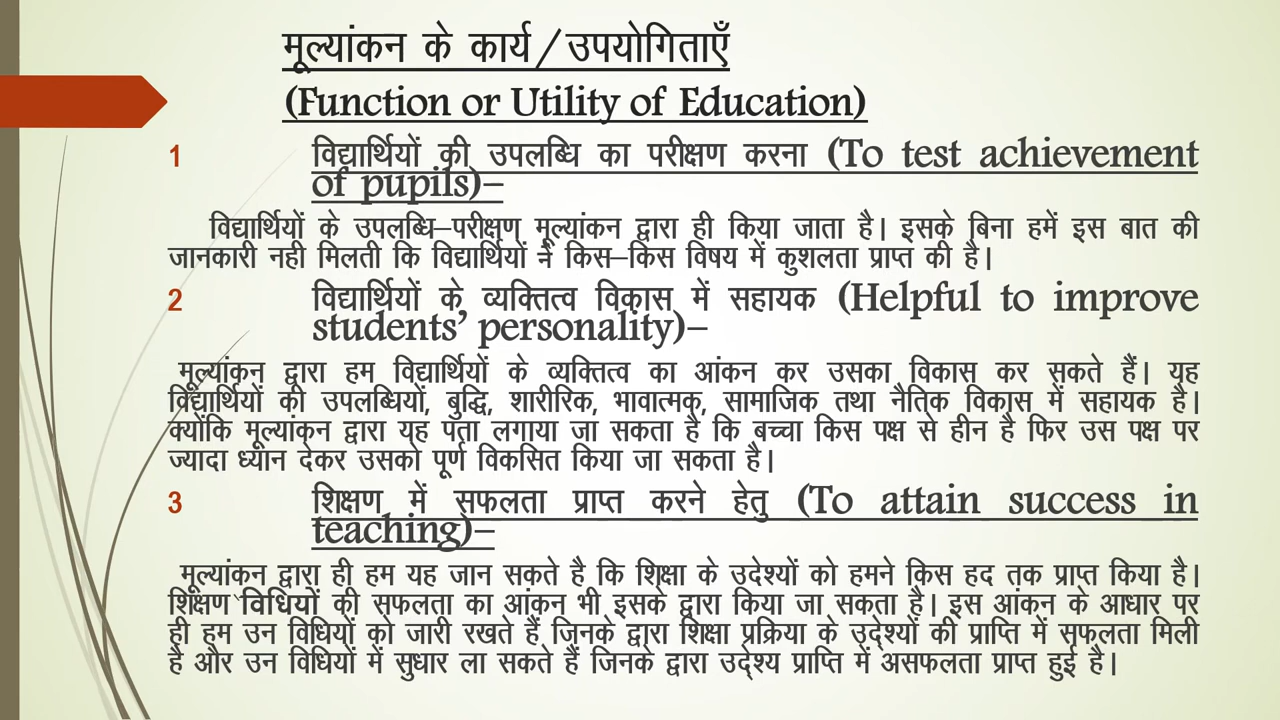 मूल्यांकन के कार्य/उपयोगिताएँ
(Function or Utility of Education)
1 विद्यार्थियों की उपलब्धि का परीक्षण करना (To test achievement
of pupils)–
विद्यार्थियों के उपलब्धि–परीक्षण मूल्यांकन द्वारा ही किया जाता है। इसके बिना हमें इस बात की
जानकारी नही मिलती कि विद्यार्थियों ने किस–किस विषय में कुशलता प्राप्त की है।
2 विद्यार्थियों के व्यक्तित्व विकास में सहायक (Helpful to improve
students’ personality)–
मूल्यांकन द्वारा हम विद्यार्थियों के व्यक्तित्व का आंकन कर उसका विकास कर सकते हैं। यह
विद्यार्थियों की उपलब्धियों, बुद्धि, शारीरिक, भावात्मक, सामाजिक तथा नैतिक विकास में सहायक है।
क्योंकि मूल्यांकन द्वारा यह पता लगाया जा सकता है कि बच्चा किस पक्ष से हीन है फिर उस पक्ष पर
ज्यादा ध्यान देकर उसको पूर्ण विकसित किया जा सकता है।
3 शिक्षण में सफलता प्राप्त करने हेतु (To attain success in
teaching)–
मूल्यांकन द्वारा ही हम यह जान सकते है कि शिक्षा के उदेश्यों को हमने किस हद तक प्राप्त किया है।
शिक्षण `विधियों की सफलता का आंकन भी इसके द्वारा किया जा सकता है। इस आंकन के आधार पर
ही हम उन विधियों को जारी रखते हैं जिनके द्वारा शिक्षा प्रक्रिया के उद्देश्यों की प्राप्ति में सफलता मिली
है और उन विधियों में सुधार ला सकते हैं जिनके द्वारा उद्देश्य प्राप्ति में असफलता प्राप्त हुई है।